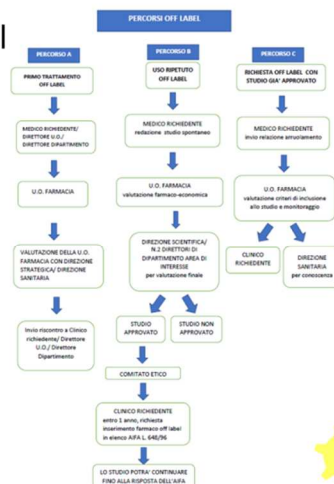 PERCORSI OFF LABEL
PERCORSO A
PRIMO TRATTAMENTO
OFF LABEL
MEDICO RICHIEDENTE/
DIRETTORE U.O./
DIRETTORE DIPARTIMENTO
U.O. FARMACIA
VALUTAZIONE DELLA U.O.
FARMACIA CON DIREZIONE
STRATEGICA/ DIREZIONE
SANITARIA
Invio riscontro a Clinico
richiedente/ Direttore
U.O./ Direttore
Dipartimento
PERCORSO B
USO RIPETUTO
OFF LABEL
MEDICO RICHIEDENTE
redazione studio spontaneo
U.O. FARMACIA
valutazione farmaco-economica
DIREZIONE SCIENTIFICA/
N.2 DIRETTORI DI
DIPARTIMENTO AREA DI
INTERESSE
per valutazione finale
STUDIO
APPROVATO
STUDIO NON
APPROVATO
COMITATO ETICO
CLINICO RICHIEDENTE
entro 1 anno, richiesta
inserimento farmaco off label
in elenco AIFA L. 648/96
LO STUDIO POTRA' CONTINUARE
FINO ALLA RISPOSTA DELL'AIFA
PERCORSO C
RICHIESTA OFF LABEL CON
STUDIO GIA' APPROVATO
MEDICO RICHIEDENTE
invio relazione arruolamento
U.O. FARMACIA
valutazione criteri di inclusione
allo studio e monitoraggio
CLINICO
RICHIEDENTE
DIREZIONE
SANITARIA
per conoscenza